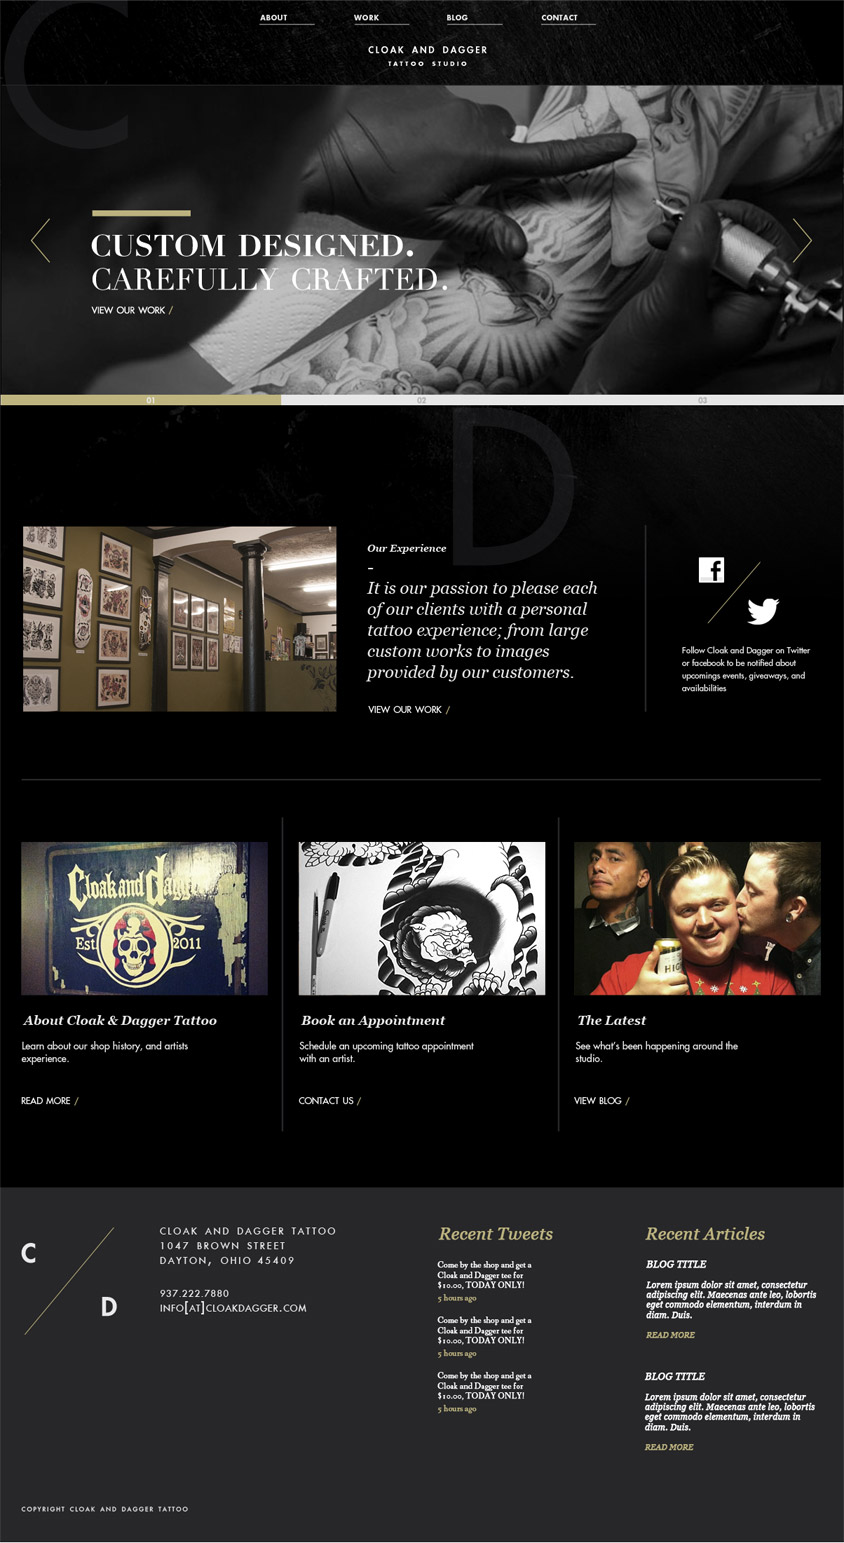 ABOUT
WORK
BLOG
CONTACT
CLOAK AND DAGGER
TATTOO STUDIO
CUSTOM DESIGNED.
CAREFULLY CRAFTED.
VIEW OUR WORK /
01
02
03
Our Experience
–
It is our passion to please each
of our clients with a personal
tattoo experience; from large
custom works to images
provided by our customers.
VIEW OUR WORK /
Follow Cloak and Dagger on Twitter
or facebook to be notified about
upcomings events, giveaways, and
availabilities
Cloak and
Est. 2011
HIGH
About Cloak & Dagger Tattoo
Learn about our shop history, and artists
experience.
READ MORE /
Book an Appointment
Schedule an upcoming tattoo appointment
with an artist.
CONTACT US /
The Latest
See what's been happening around the
studio.
VIEW BLOG /
C
D
CLOAK AND DAGGER TATTOO
1047 BROWN STREET
DAYTON, OHIO 45409
937.222.7880
INFO[AT]CLOAKDAGGER.COM
Recent Tweets
Come by the shop and get a
Cloak and Dagger tee for
$10.00, TODAY ONLY!
5 hours ago
Come by the shop and get a
Cloak and Dagger tee for
$10.00, TODAY ONLY!
5 hours ago
Come by the shop and get a
Cloak and Dagger tee for
$10.00, TODAY ONLY!
5 hours ago
Recent Articles
BLOG TITLE
Lorem ipsum dolor sit amet, consectetur
adipiscing elit. Maecenas ante leo, lobortis
eget commodo elementum, interdum in
diam. Duis.
READ MORE
BLOG TITLE
Lorem ipsum dolor sit amet, consectetur
adipiscing elit. Maecenas ante leo, lobortis
eget commodo elementum, interdum in
diam. Duis.
READ MORE
COPYRIGHT CLOAK AND DAGGER TATTOO